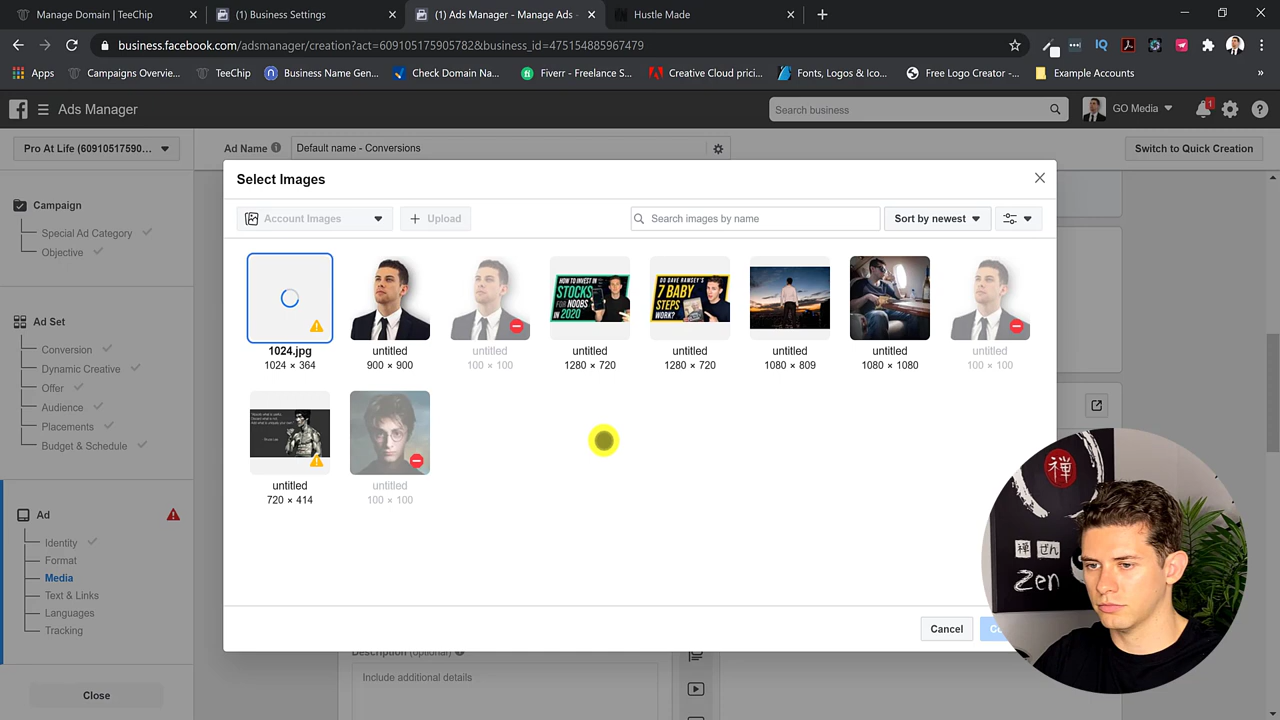 Manage Domain | TeeChip
(1) Business Settings
(1) Ads Manager - Manage Ads -
Hustle Made
business.facebook.com/adsmanager/creation?act=609105175905782&business_id=475154885967479
Apps
Campaigns Overvie...
TeeChip
Business Name Gen...
Check Domain Na...
Fiverr - Freelance S...
Creative Cloud pric...
Fonts, Logos & Ico...
Free Logo Creator -...
Example Accounts
Ads Manager
Search business
GO Media
1
Pro At Life (60910517590...
Ad Name
Default name - Conversions
Switch to Quick Creation
Campaign
Special Ad Category
Objective
Ad Set
Conversion
Dynamic Creative
Offer
Audience
Placements
Budget & Schedule
Ad
Identity
Format
Media
Text & Links
Languages
Tracking
Close
Select Images
Account Images
Upload
Search images by name
Sort by newest
HOW TO INVEST IN
STOCKS
FOR NOOBS
IN 2020
DO DAVE RAMSEY'S
7 BABY
STEPS
WORK?
1024.jpg
untitled
untitled
untitled
untitled
untitled
untitled
untitled
1024 × 364
900 × 900
100 × 100
1280 × 720
1280 × 720
1080 × 809
1080 × 1080
100 × 100
untitled
untitled
720 × 414
100 × 100
Cancel
Description (optional)
Include additional details
禅
禅 ぜん
Zen